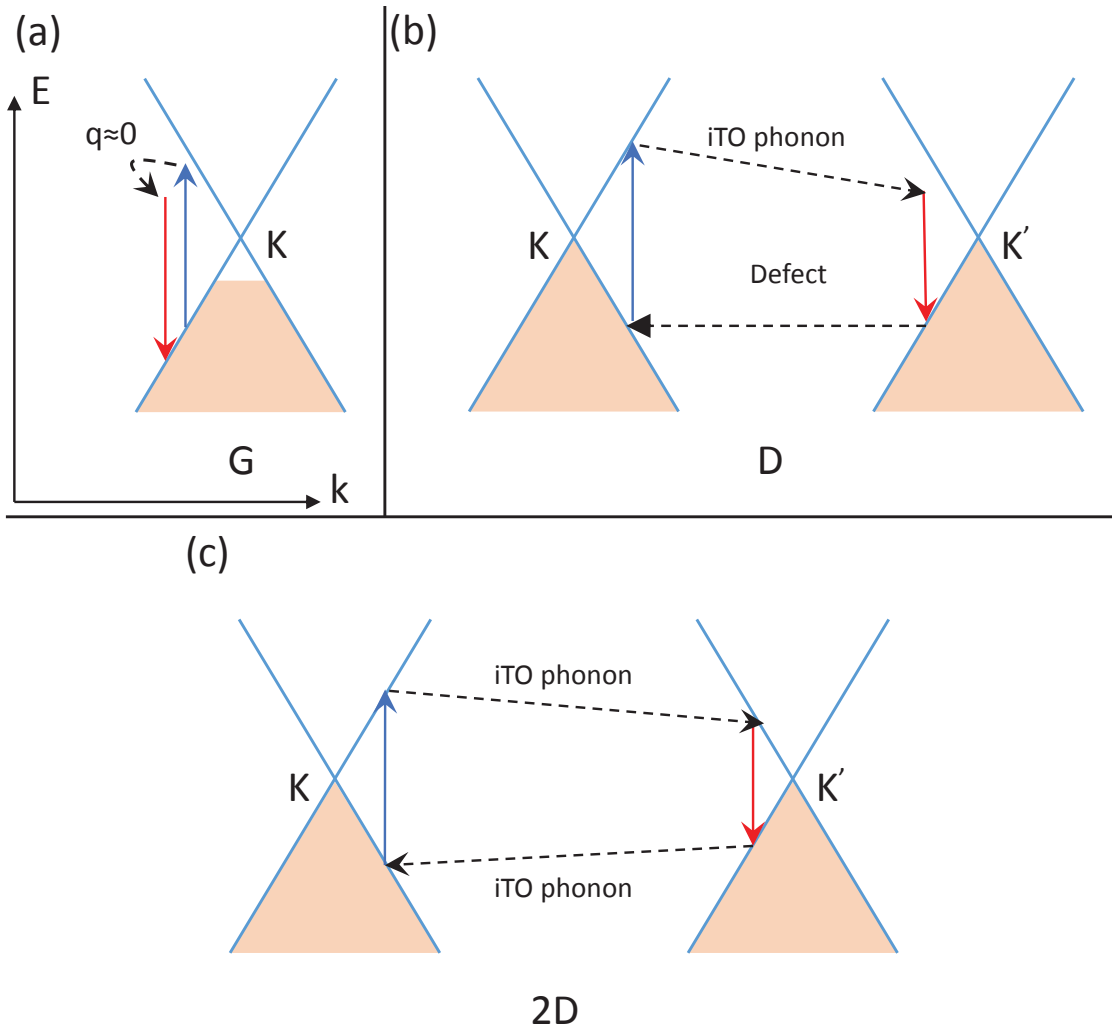 (a)
E
q≈0
K
G
k
(b)
iTO phonon
K
K’
Defect
D
(c)
iTO phonon
K
K’
iTO phonon
2D